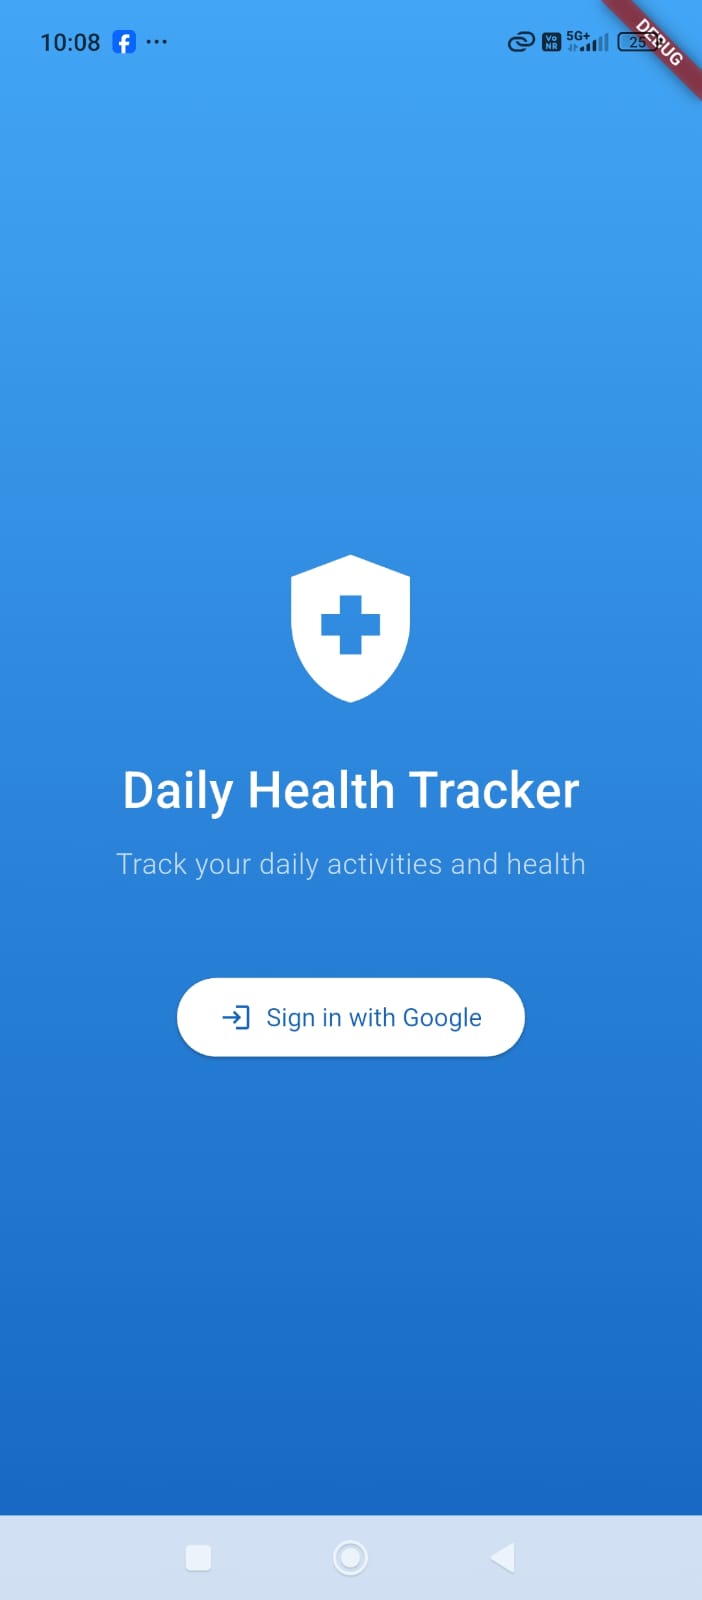 10:08
Vo
NR
5G+
25
DEBUG
Daily Health Tracker
Track your daily activities and health
Sign in with Google